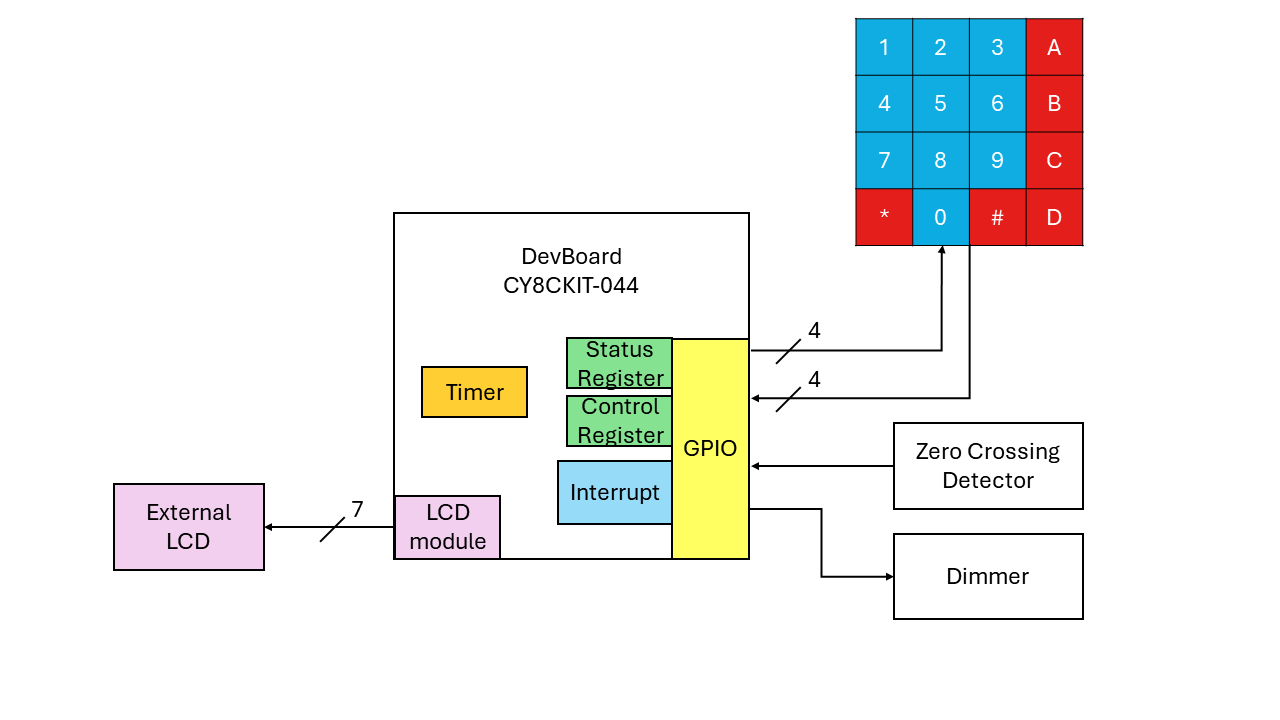 1 2 3 A
4 5 6 B
7 8 9 C
* 0 # D
DevBoard
CY8CKIT-044
Status
Register
Control
Register
Timer
GPIO
Interrupt
LCD
module
4
4
7
External
LCD
Zero Crossing
Detector
Dimmer